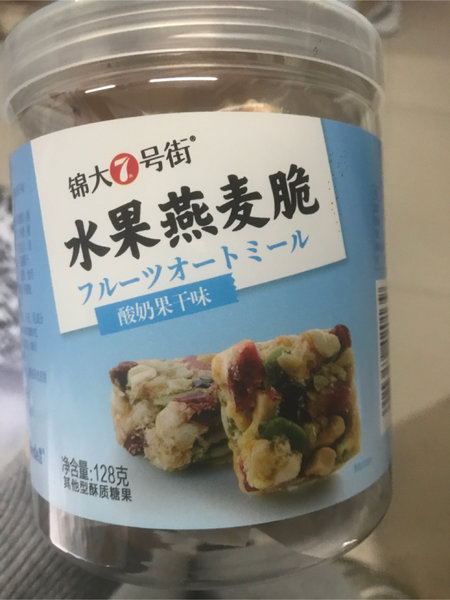 锦大7号街®
水果燕麦脆
フルーツオートミール
酸奶果干味
净含量:128克
其他型酥质糖果